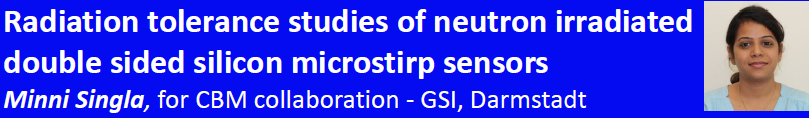 Radiation tolerance studies of neutron irradiated
double sided silicon microstirp sensors
Minni Singla, for CBM collaboration - GSI, Darmstadt